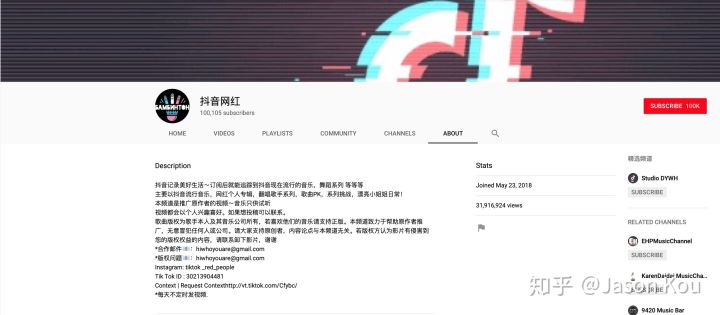 БАМБИНТОН
抖音网红
100,105 subscribers
SUBSCRIBE 100K
HOME VIDEOS PLAYLISTS COMMUNITY CHANNELS ABOUT
Description
抖音记录美好生活～订阅后就能追踪到抖音现在流行的音乐，舞蹈系列 等等等
主要以抖音流行音乐，网红个人专辑，翻唱歌手系列，歌曲PK，系列挑战，漂亮小姐姐日常！
本频道是推广原作者的视频~音乐只供试听
视频都会以个人兴趣喜好。如果想投稿可以联系。
歌曲版权为歌手本人及其音乐公司所有，若喜欢他们的音乐请支持正版。本频道致力于帮助原作者推
广，无意冒犯任何人或公司。请大家支持原创者，内容论点与本频道无关。若版权方认为影片有侵害到
您的版权权益的内容，请联系卸下影片，谢谢
*合作邮件📧：hiwhoyouare@gmail.com
*版权问题📧：hiwhoyouare@gmail.com
Instagram: tiktok _red_people
Tik Tok ID : 30213904481
Context | Request Contexthttp://vt.tiktok.com/Cfybc/
*每天不定时发视频.
Stats
Joined May 23, 2018
31,916,924 views
精选频道
Studio DYWH
SUBSCRIBE
RELATED CHANNELS
EHPMusicChannel
SUBSCRIBE
KarenDaidei MusicCha...
SUBSCRIBE
9420 Music Bar
知乎 @Jason Kou